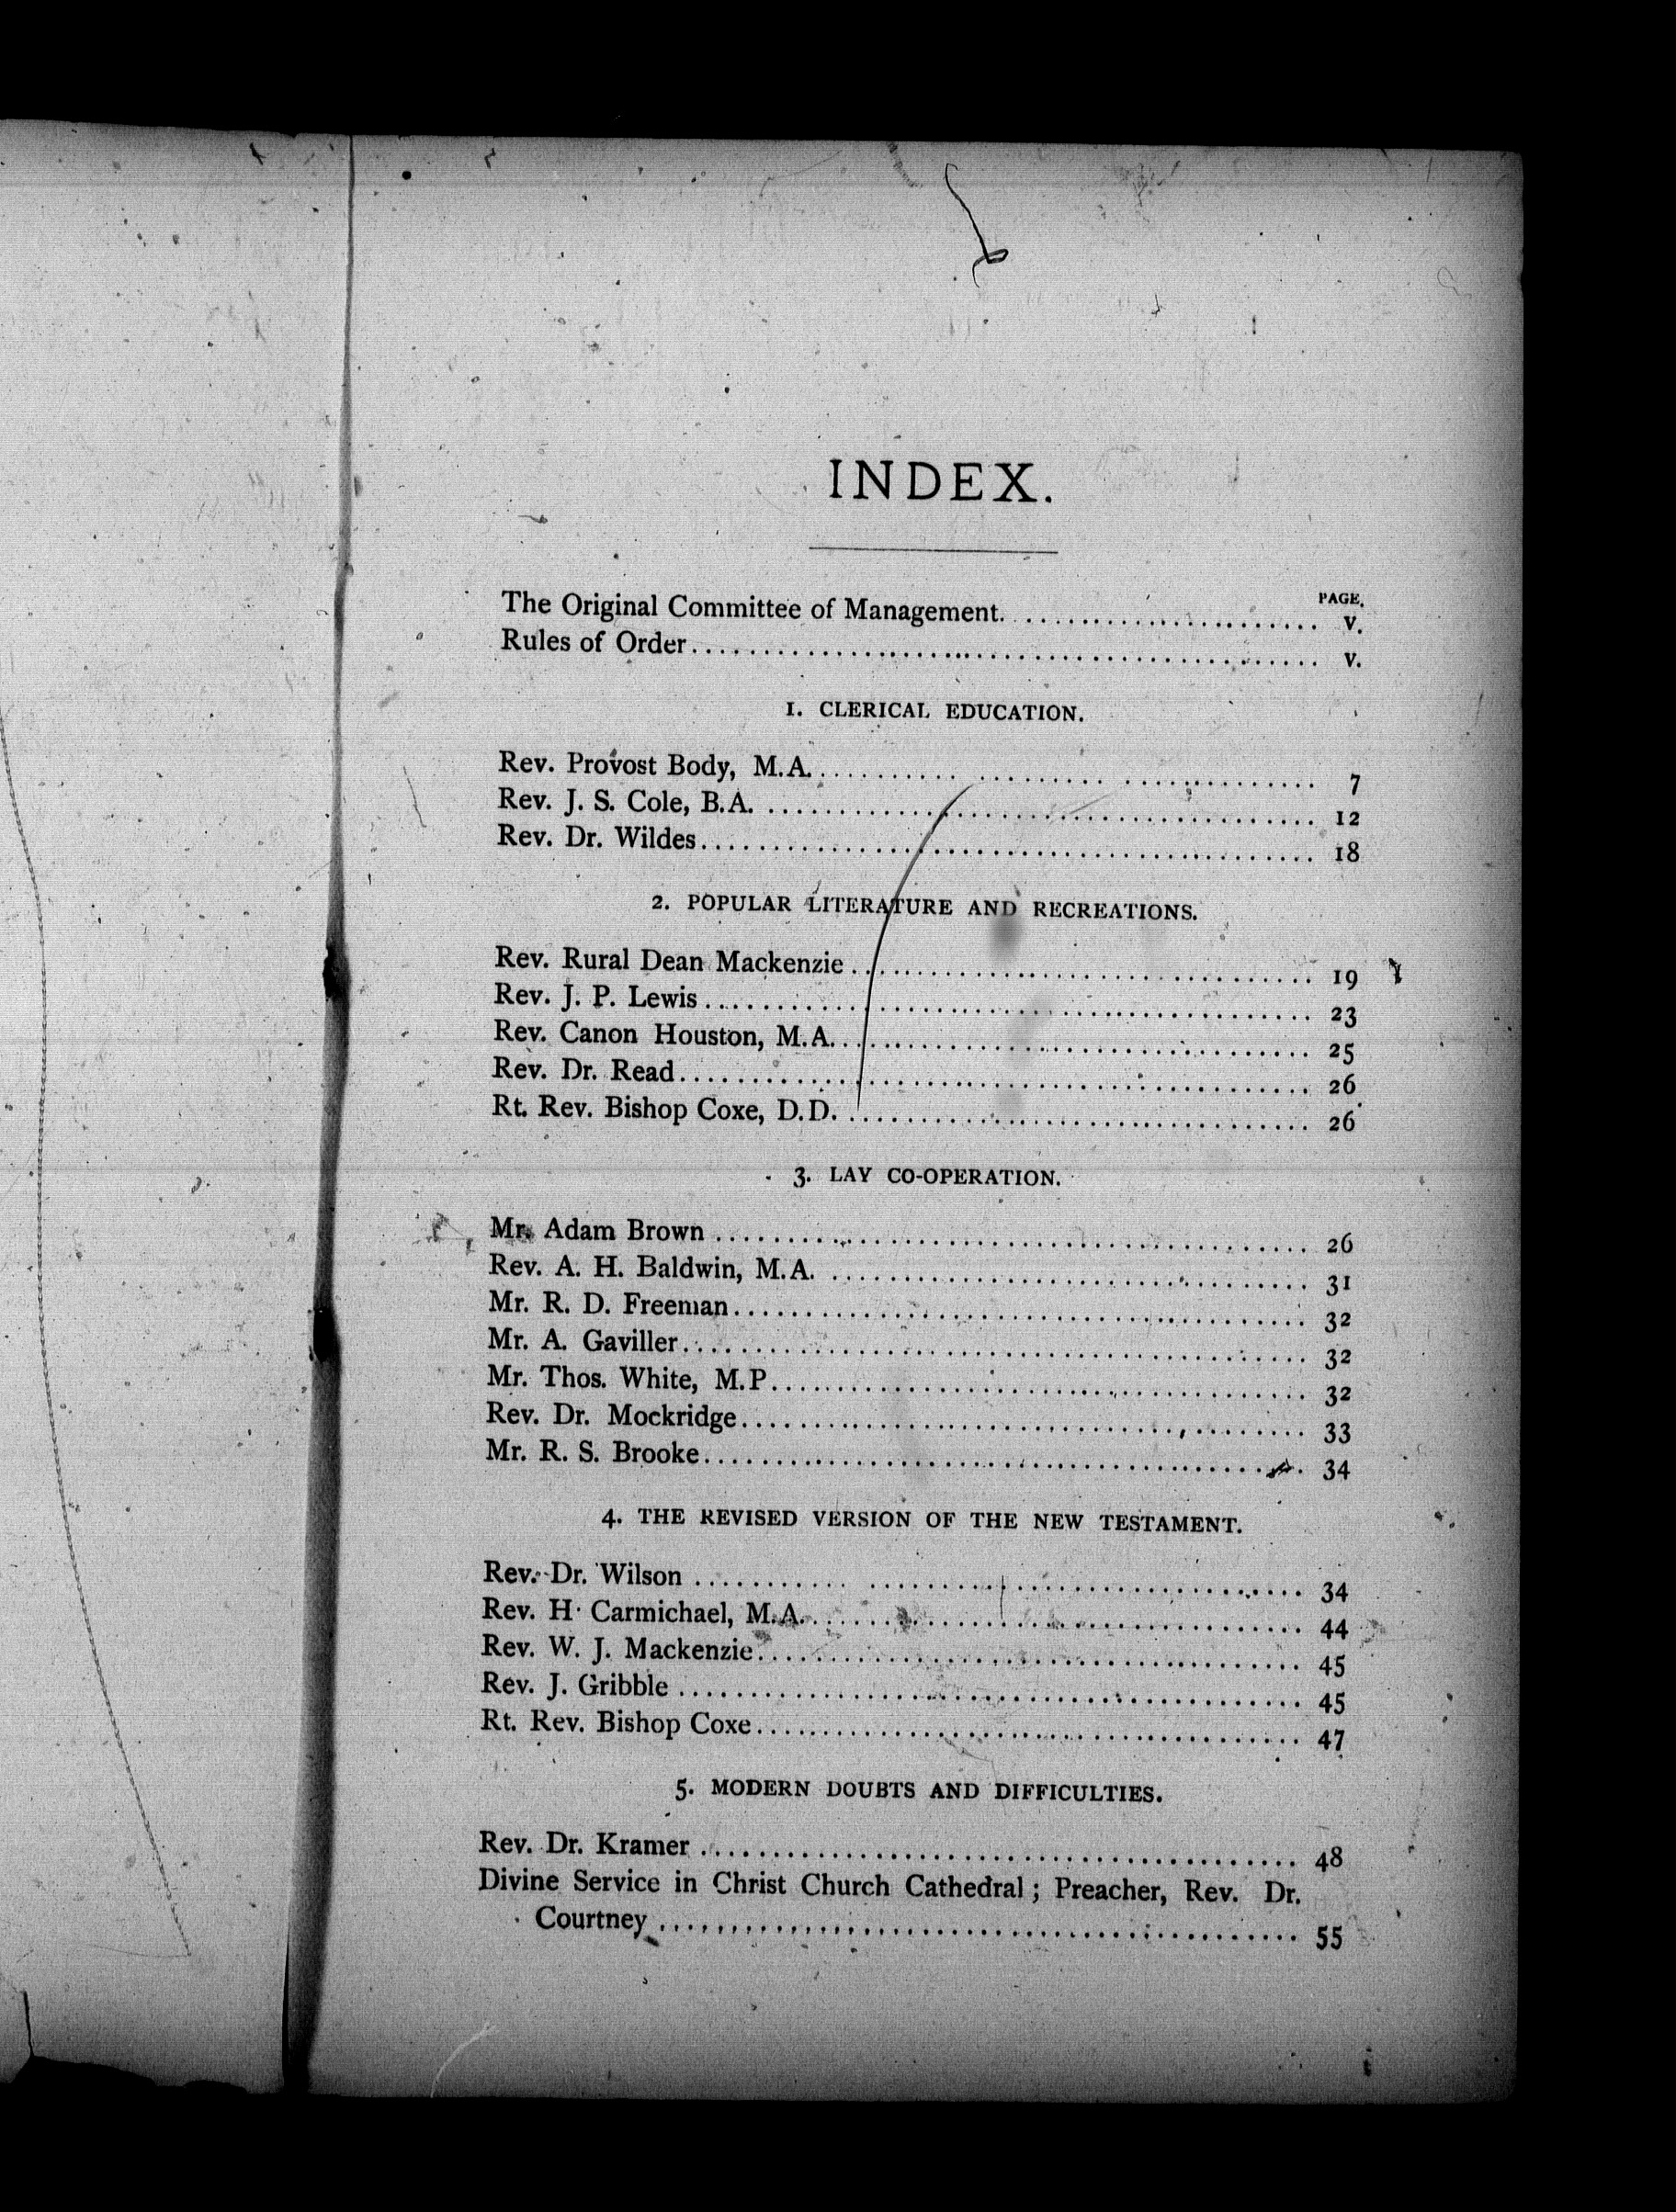 INDEX.
PAGE.
The Original Committee of Management. ...................... v.
Rules of Order............................................ v.
1. CLERICAL EDUCATION.
Rev. Provost Body, M.A.................................... 7
Rev. J. S. Cole, B.A. .................................... 12
Rev. Dr. Wildes........................................... 18
2. POPULAR LITERATURE AND RECREATIONS.
Rev. Rural Dean Mackenzie ................................ 19
Rev. J. P. Lewis ......................................... 23
Rev. Canon Houston, M.A................................... 25
Rev. Dr. Read............................................. 26
Rt. Rev. Bishop Coxe, D.D. ............................... 26
3. LAY CO-OPERATION.
Mr. Adam Brown ........................................... 26
Rev. A. H. Baldwin, M.A. ................................. 31
Mr. R. D. Freeman......................................... 32
Mr. A. Gaviller........................................... 32
Mr. Thos. White, M.P...................................... 32
Rev. Dr. Mockridge........................................ 33
Mr. R. S. Brooke.......................................... 34
4. THE REVISED VERSION OF THE NEW TESTAMENT.
Rev. Dr. Wilson .......................................... 34
Rev. H. Carmichael, M.A................................... 44
Rev. W. J. Mackenzie...................................... 45
Rev. J. Gribble .......................................... 45
Rt. Rev. Bishop Coxe...................................... 47
5. MODERN DOUBTS AND DIFFICULTIES.
Rev. Dr. Kramer .......................................... 48
Divine Service in Christ Church Cathedral ; Preacher, Rev. Dr.
Courtney ................................................. 55